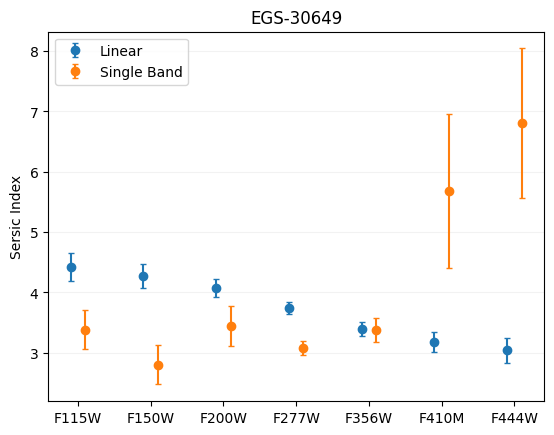 EGS-30649
Linear
Single Band
Sersic Index
8
7
6
5
4
3
F115W F150W F200W F277W F356W F410M F444W